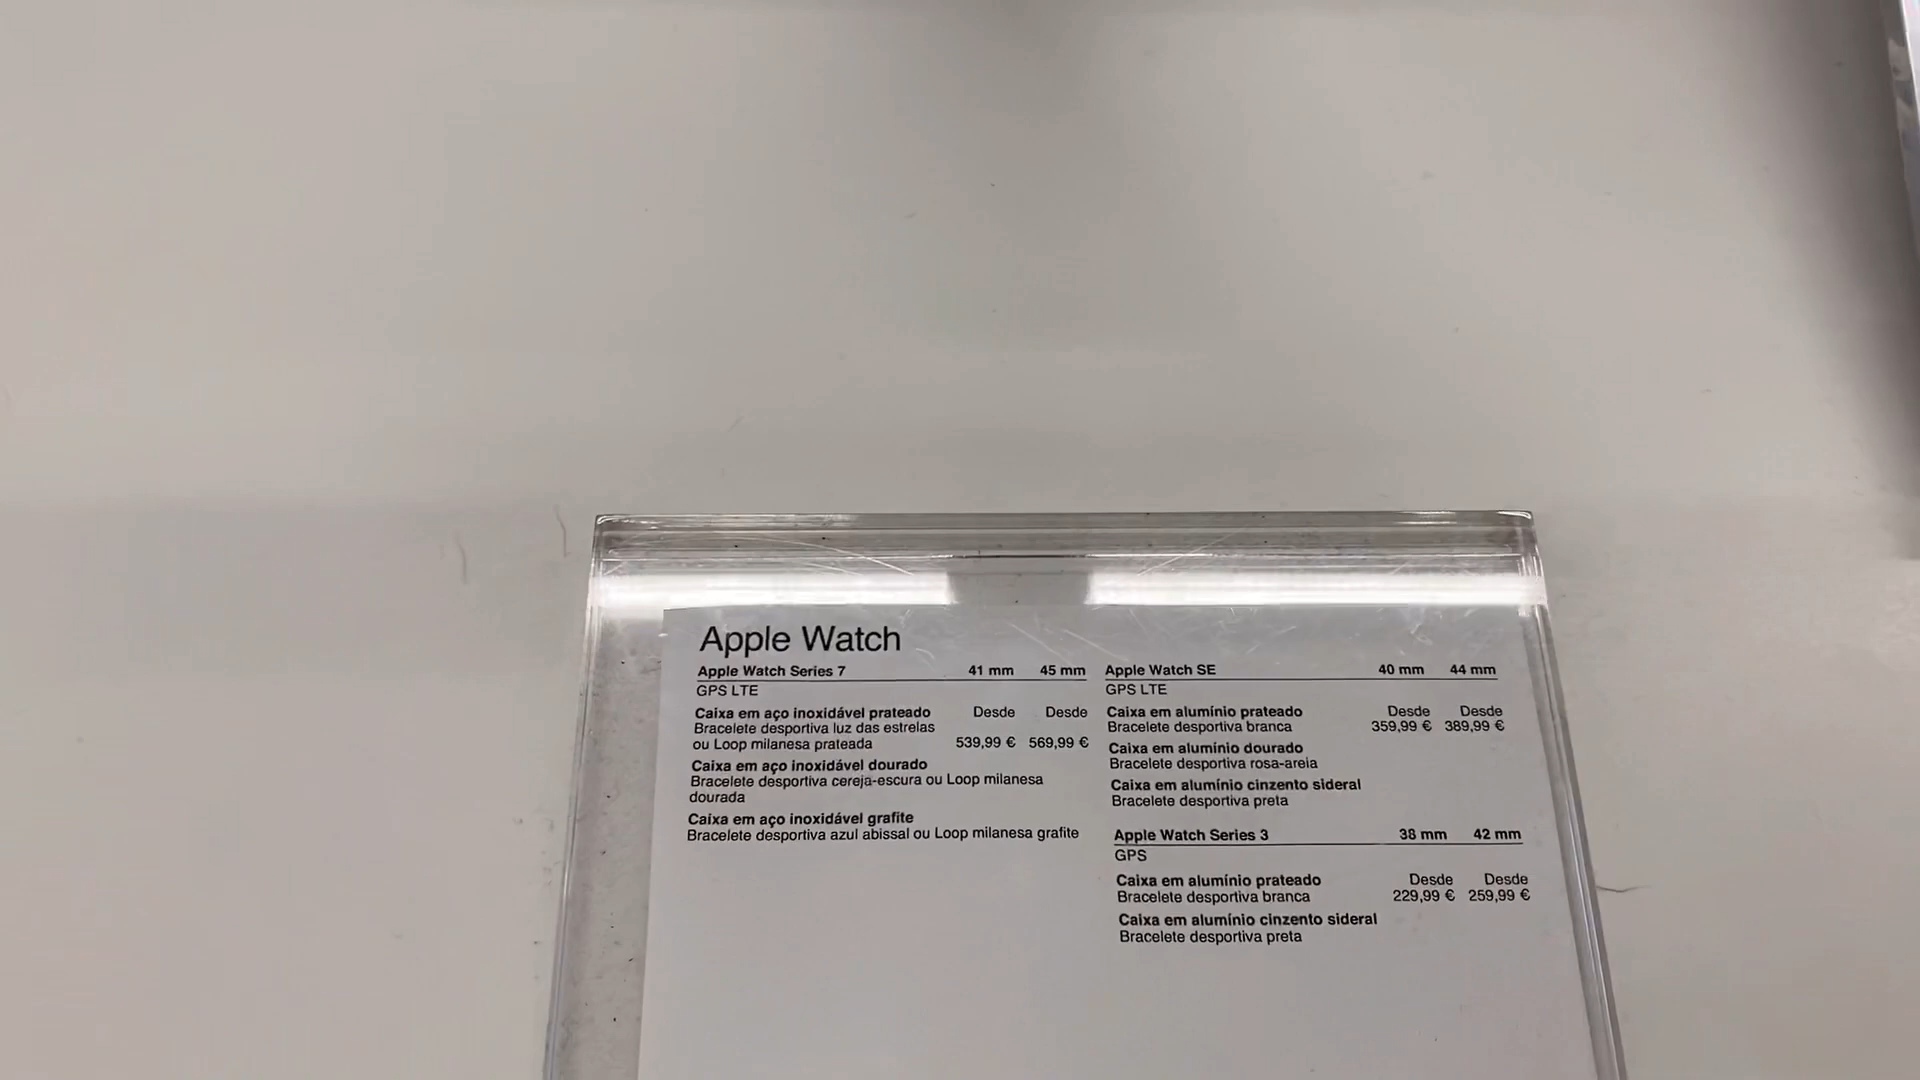 Apple Watch
Apple Watch Series 7 41 mm 45 mm
GPS LTE
Caixa em aço inoxidável prateado Desde Desde
Bracelete desportiva luz das estrelas
ou Loop milanesa prateada 539,99 € 569,99 €
Caixa em aço inoxidável dourado
Bracelete desportiva cereja-escura ou Loop milanesa
dourada
Caixa em aço inoxidável grafite
Bracelete desportiva azul abissal ou Loop milanesa grafite
Apple Watch SE 40 mm 44 mm
GPS LTE
Caixa em alumínio prateado Desde Desde
Bracelete desportiva branca 359,99 € 389,99 €
Caixa em alumínio dourado
Bracelete desportiva rosa-areia
Caixa em alumínio cinzento sideral
Bracelete desportiva preta
Apple Watch Series 3 38 mm 42 mm
GPS
Caixa em alumínio prateado Desde Desde
Bracelete desportiva branca 229,99 € 259,99 €
Caixa em alumínio cinzento sideral
Bracelete desportiva preta